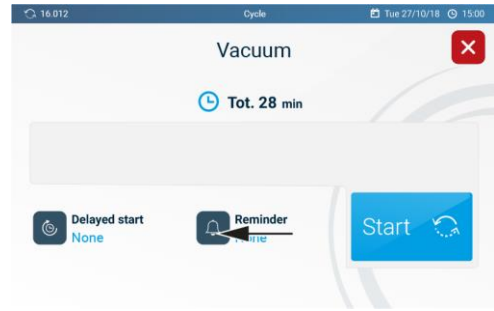 16.012 Cycle Tue 27/10/18 15:00
Vacuum
Tot. 28 min
Delayed start
None
Reminder
Start